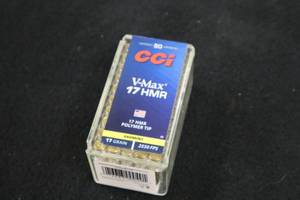 50
CCI
V-MAX®
17 HMR
17 HMR
POLYMER TIP
17 GRAIN
2550 FPS